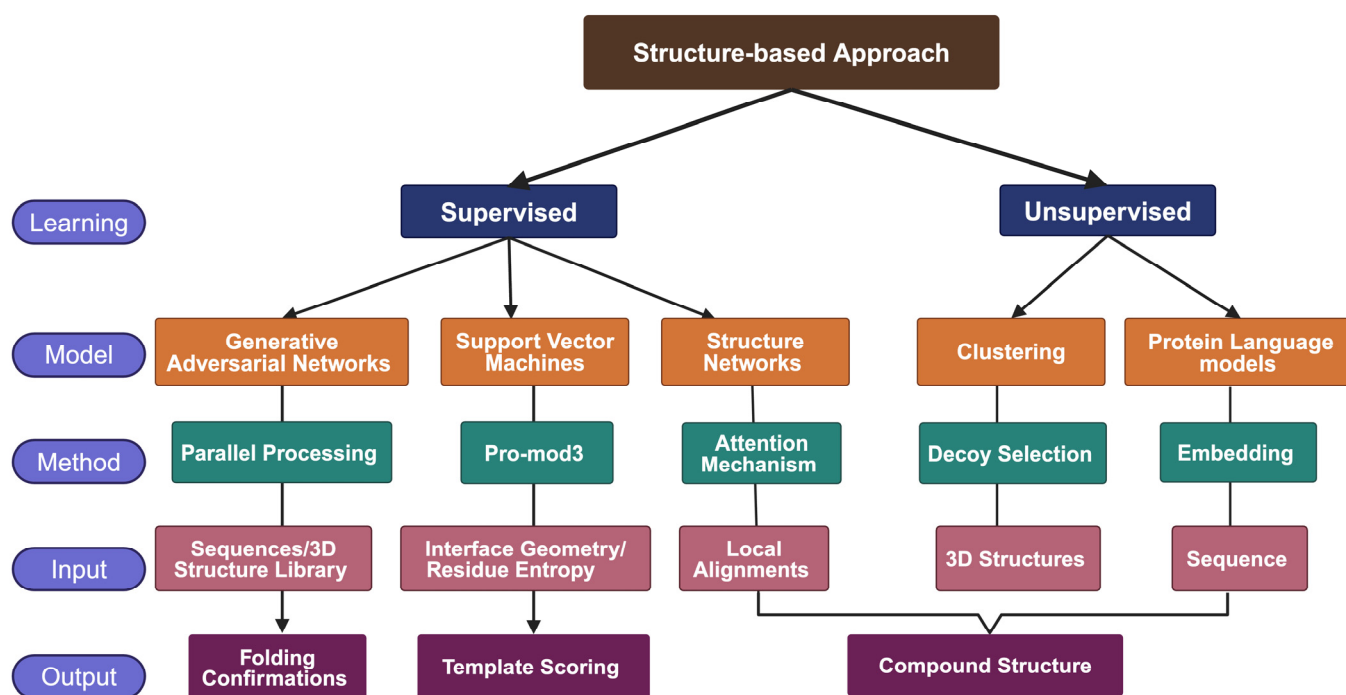 Structure-based Approach
Learning
Supervised
Unsupervised
Model
Generative
Adversarial Networks
Support Vector
Machines
Structure
Networks
Clustering
Protein Language
models
Method
Parallel Processing
Pro-mod3
Attention
Mechanism
Decoy Selection
Embedding
Input
Sequences/3D
Structure Library
Interface Geometry/
Residue Entropy
Local
Alignments
3D Structures
Sequence
Output
Folding
Confirmations
Template Scoring
Compound Structure